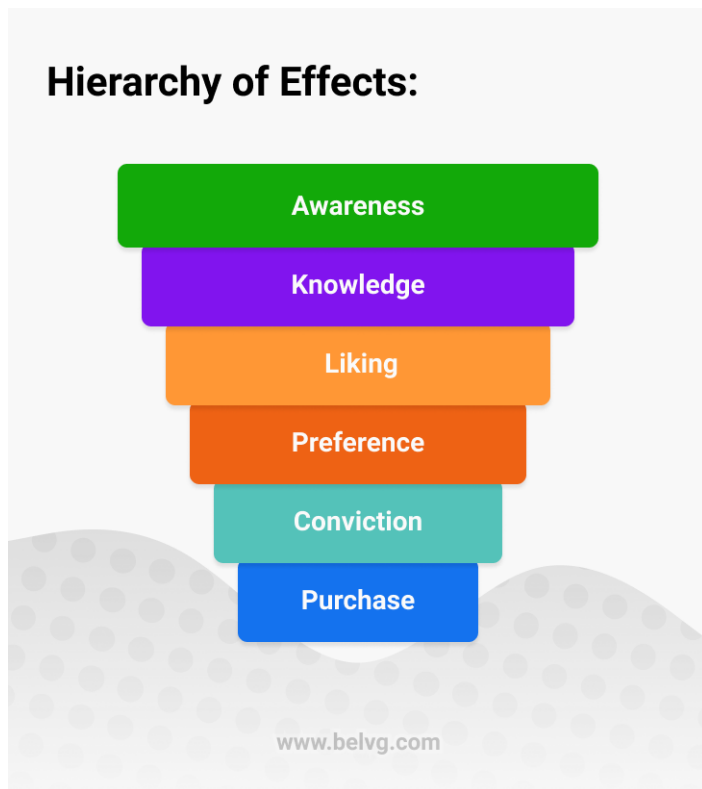 Hierarchy of Effects:
Awareness
Knowledge
Liking
Preference
Conviction
Purchase
www.belvg.com